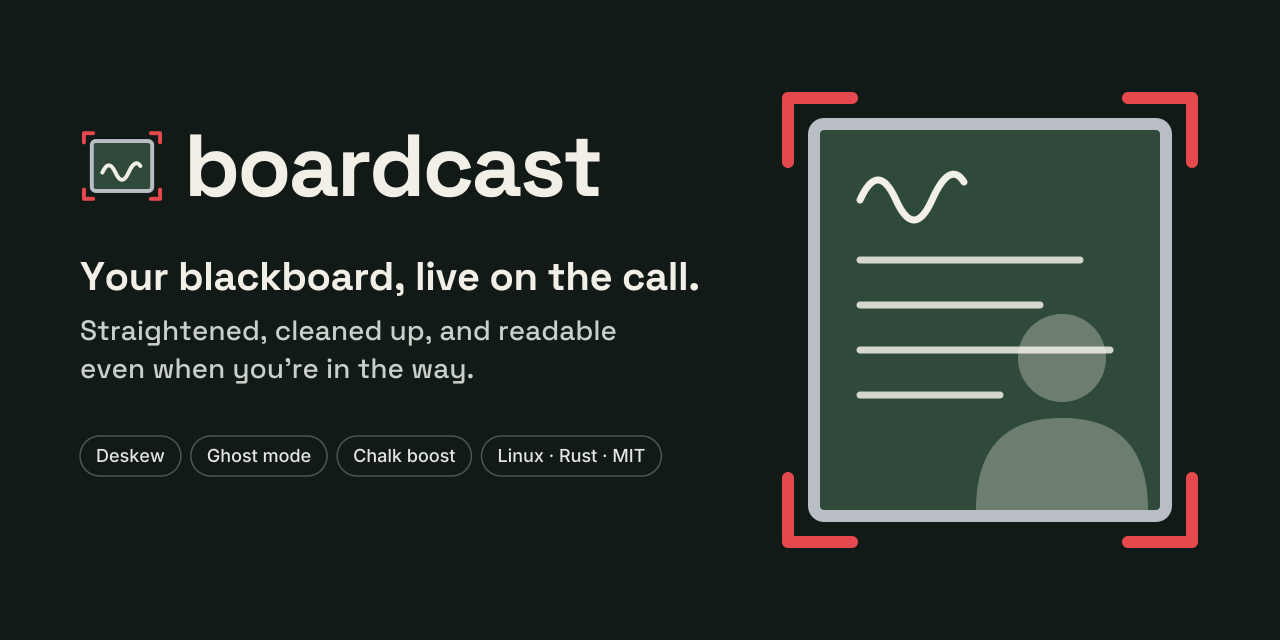 boardcast
Your blackboard, live on the call.
Straightened, cleaned up, and readable
even when you’re in the way.
Deskew
Ghost mode
Chalk boost
Linux · Rust · MIT